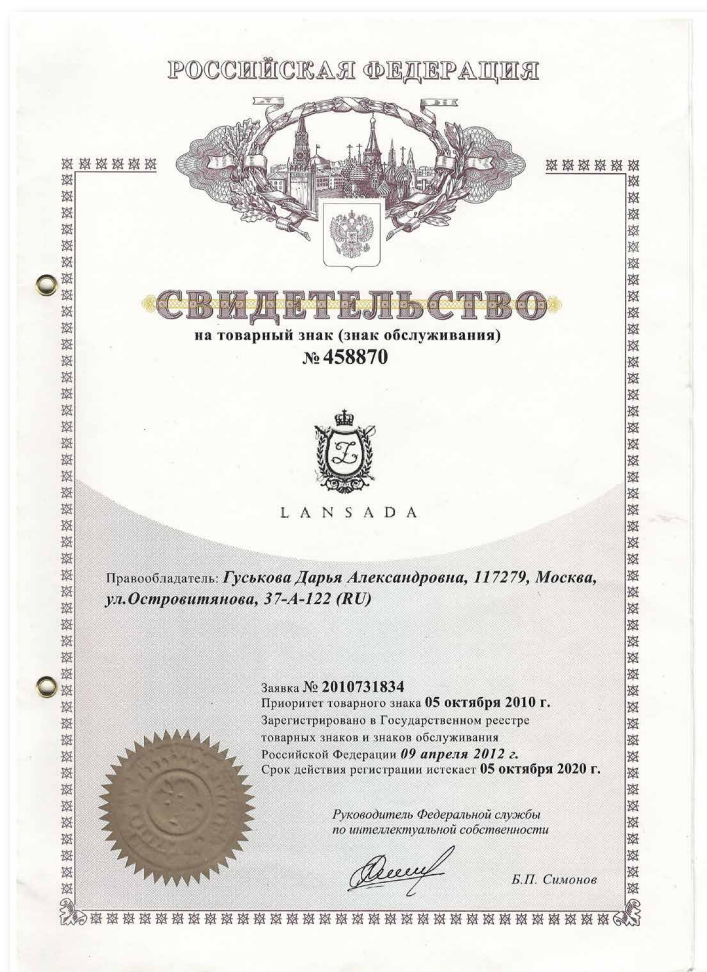 РОССИЙСКАЯ ФЕДЕРАЦИЯ
СВИДЕТЕЛЬСТВО
на товарный знак (знак обслуживания)
№ 458870
L A N S A D A
Правообладатель: Гуськова Дарья Александровна, 117279, Москва,
ул.Островитянова, 37-А-122 (RU)
Заявка № 2010731834
Приоритет товарного знака 05 октября 2010 г.
Зарегистрировано в Государственном реестре
товарных знаков и знаков обслуживания
Российской Федерации 09 апреля 2012 г.
Срок действия регистрации истекает 05 октября 2020 г.
Руководитель Федеральной службы
по интеллектуальной собственности
Б.П. Симонов